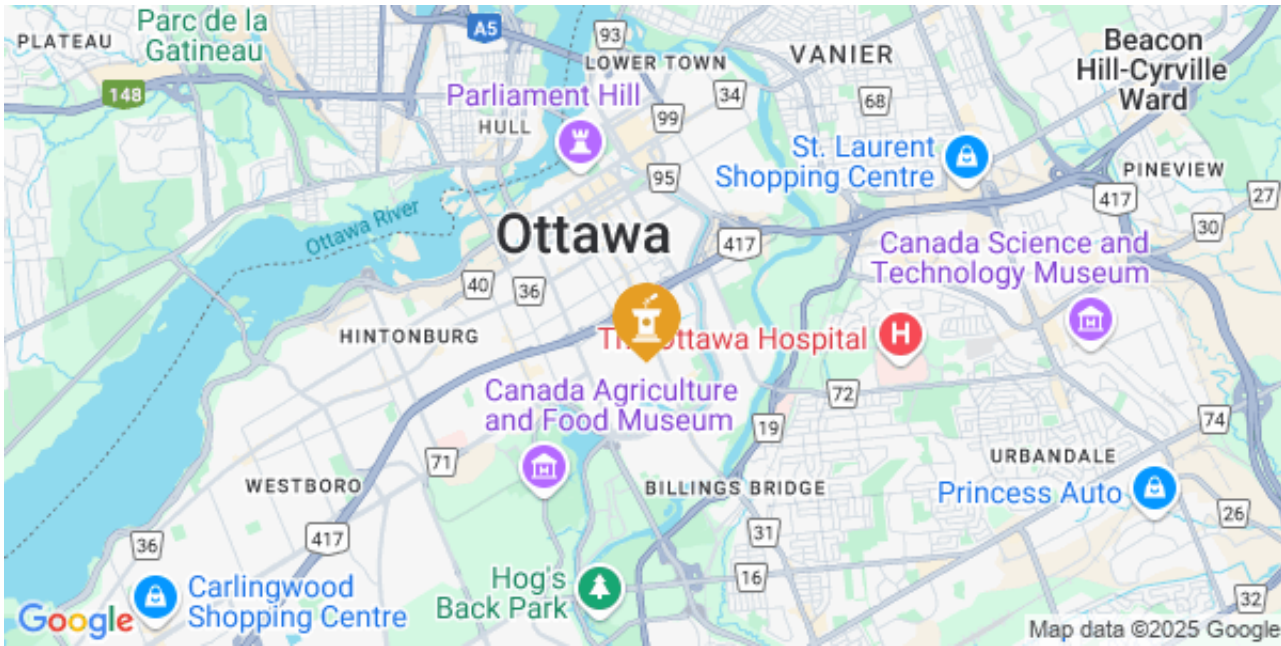 PLATEAU
Parc de la
Gatineau
A5
93
LOWER TOWN
VANIER
Beacon
Hill-Cyrville
Ward
148
Parliament Hill
34
68
HULL
99
St. Laurent
Shopping Centre
PINEVIEW
95
417
27
Ottawa River
Ottawa
417
30
Canada Science and
Technology Museum
40
36
HINTONBURG
Ottawa Hospital
H
72
Canada Agriculture
and Food Museum
19
74
71
URBANDALE
WESTBORO
BILLINGS BRIDGE
Princess Auto
26
417
36
31
Hog's
Back Park
16
Carlingwood
Shopping Centre
32
Google
Map data ©2025 Google